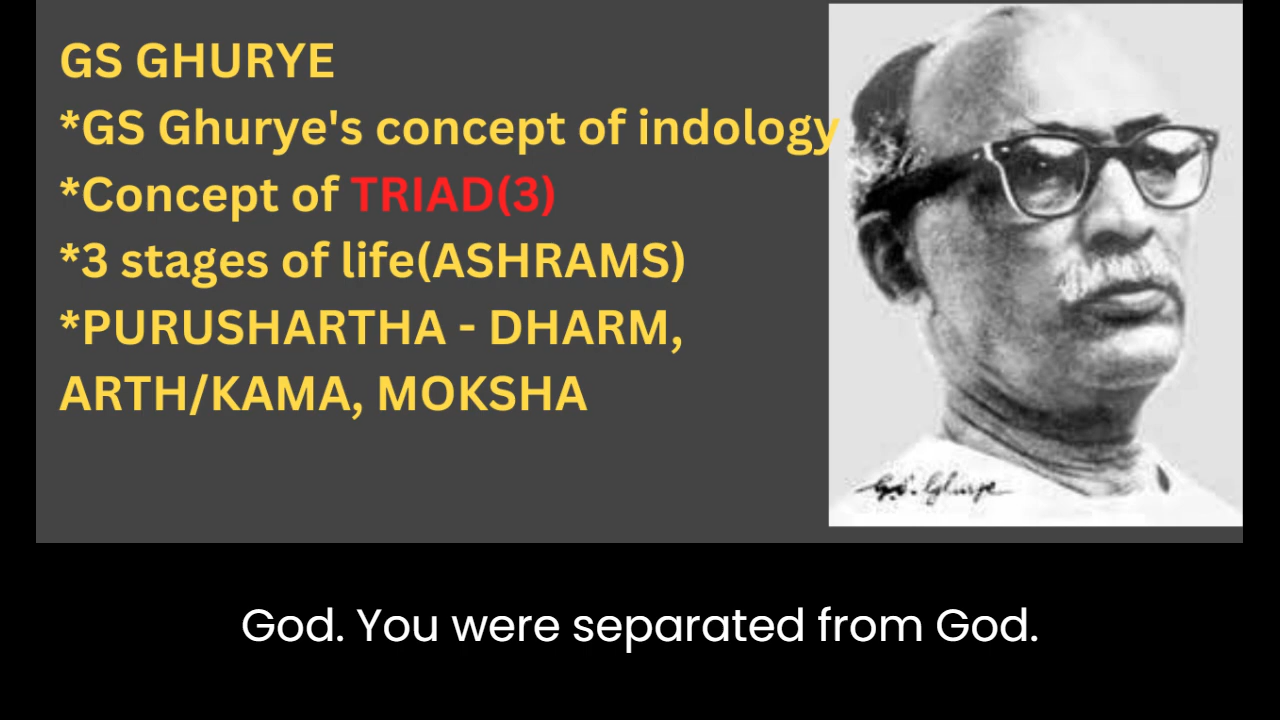 GS GHURYE
*GS Ghurye's concept of indology
*Concept of TRIAD(3)
*3 stages of life(ASHRAMS)
*PURUSHARTHA - DHARM,
ARTH/KAMA, MOKSHA
G.S. Ghurye
God. You were separated from God.